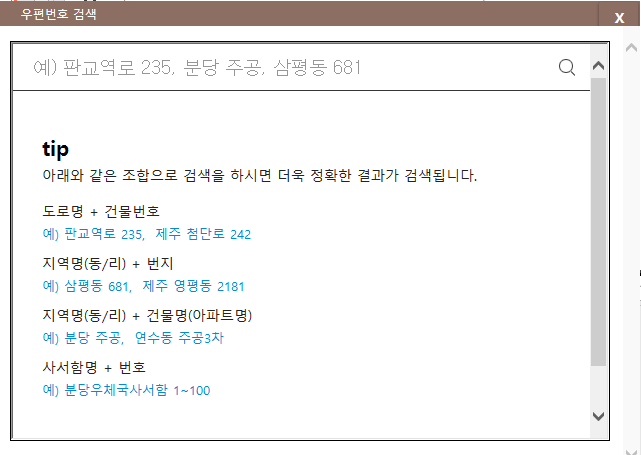 우편번호 검색
X
예) 판교역로 235, 분당 주공, 삼평동 681
tip
아래와 같은 조합으로 검색을 하시면 더욱 정확한 결과가 검색됩니다.
도로명 + 건물번호
예) 판교역로 235, 제주 첨단로 242
지역명(동/리) + 번지
예) 삼평동 681, 제주 영평동 2181
지역명(동/리) + 건물명(아파트명)
예) 분당 주공, 연수동 주공3차
사서함명 + 번호
예) 분당우체국사서함 1~100